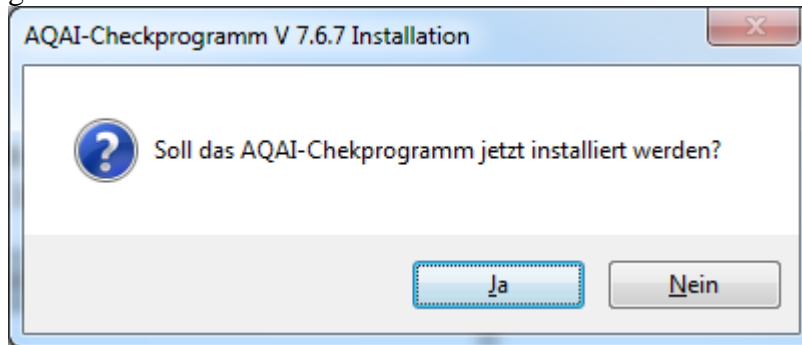 AQAI-Checkprogramm V 7.6.7 Installation
Soll das AQAI-Chekprogramm jetzt installiert werden?
Ja
Nein